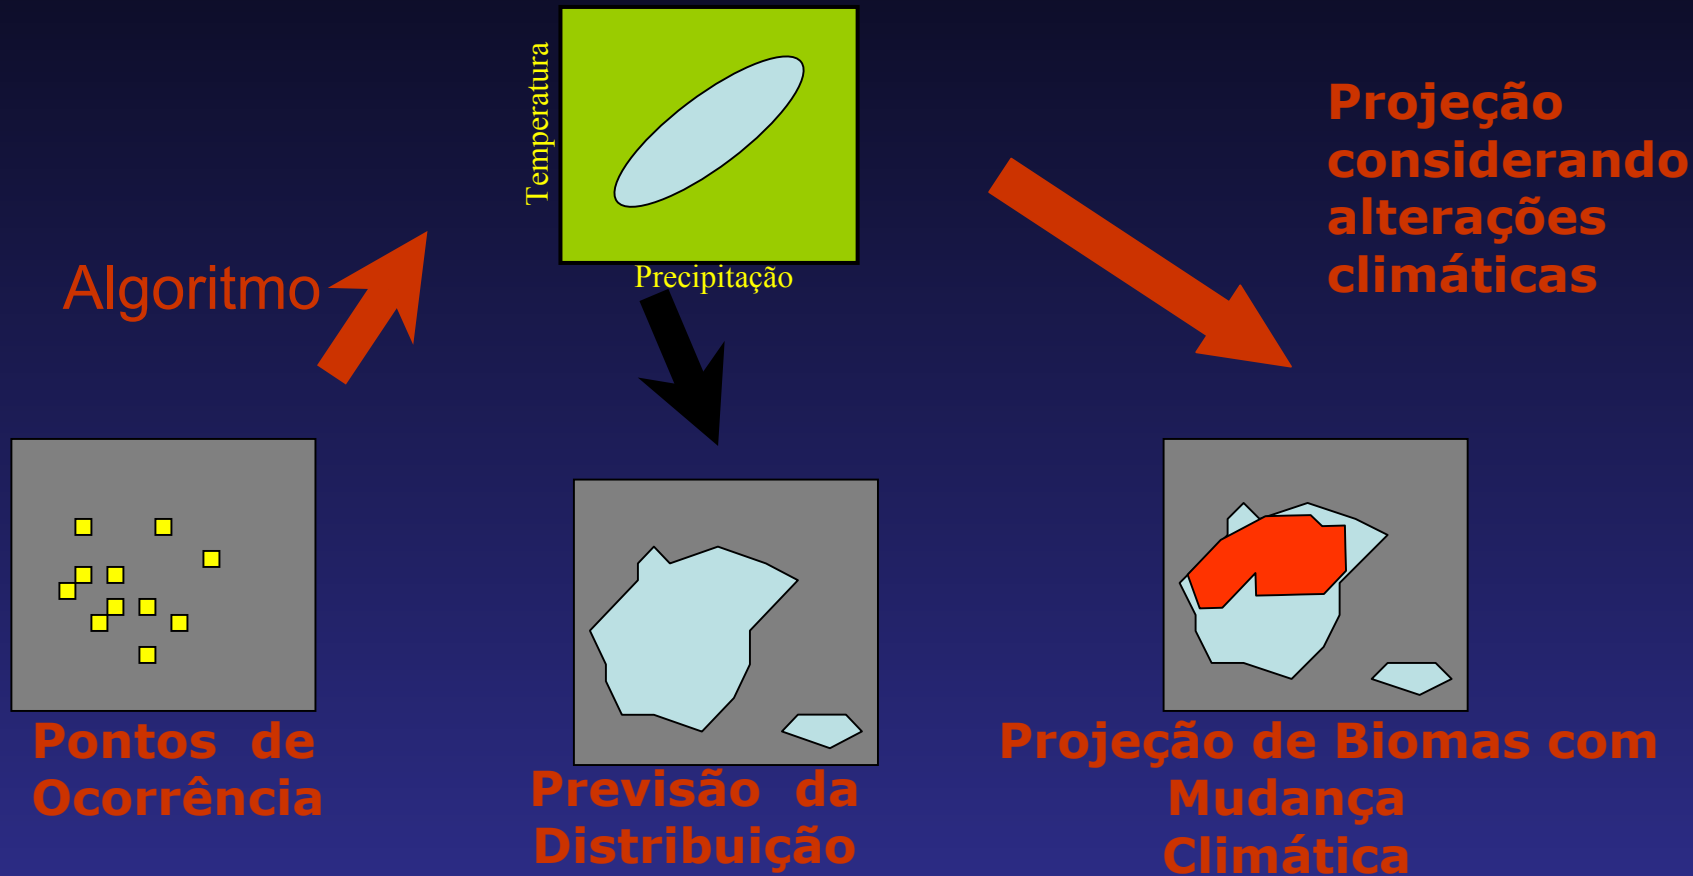 Temperatura
Precipitação
Algoritmo
Projeção
considerando
alterações
climáticas
Pontos de
Ocorrência
Previsão da
Distribuição
Projeção de Biomas com
Mudança
Climática